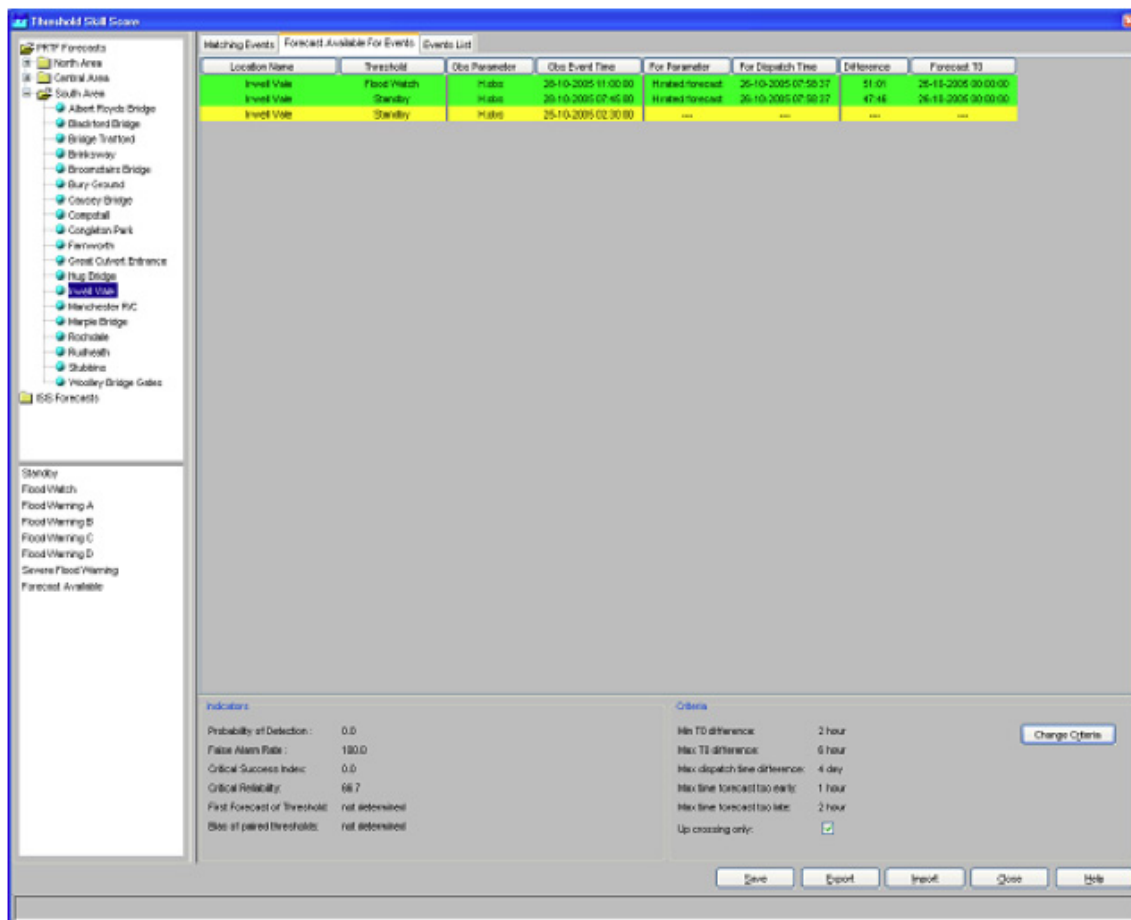 Threshold Skill Score
PRTF Forecasts
North Area
Central Area
South Area
Albert Royds Bridge
Blackford Bridge
Bridge Trafford
Brinksway
Broomstairs Bridge
Bury Ground
Causey Bridge
Compstall
Congleton Park
Farnworth
Great Culvert Entrance
Hug Bridge
Irwell Vale
Manchester R/C
Marple Bridge
Rochdale
Rudheath
Stubbins
Woolley Bridge Gates
ISIS Forecasts
Standby
Flood Watch
Flood Warning A
Flood Warning B
Flood Warning C
Flood Warning D
Severe Flood Warning
Forecast Available
Matching Events Forecast Available For Events Events List
Location Name Threshold Obs Parameter Obs Event Time For Parameter For Dispatch Time Difference Forecast T0
Irwell Vale Flood Watch H.obs 28-10-2005 11:00:00 H.rated forecast 26-10-2005 07:58:37 51:01 26-10-2005 00:00:00
Irwell Vale Standby H.obs 28-10-2005 07:45:00 H.rated forecast 26-10-2005 07:58:37 47:46 26-10-2005 00:00:00
Irwell Vale Standby H.obs 25-10-2005 02:30:00 --- --- --- ---
Indicators
Probability of Detection : 0.0
False Alarm Rate : 100.0
Critical Success Index: 0.0
Critical Reliability: 66.7
First Forecast of Threshold: not determined
Bias of paired thresholds: not determined
Criteria
Min T0 difference: 2 hour
Max T0 difference: 6 hour
Max dispatch time difference: 4 day
Max time forecast too early: 1 hour
Max time forecast too late: 2 hour
Up crossing only:
Change Criteria
Save Export Import Close Help